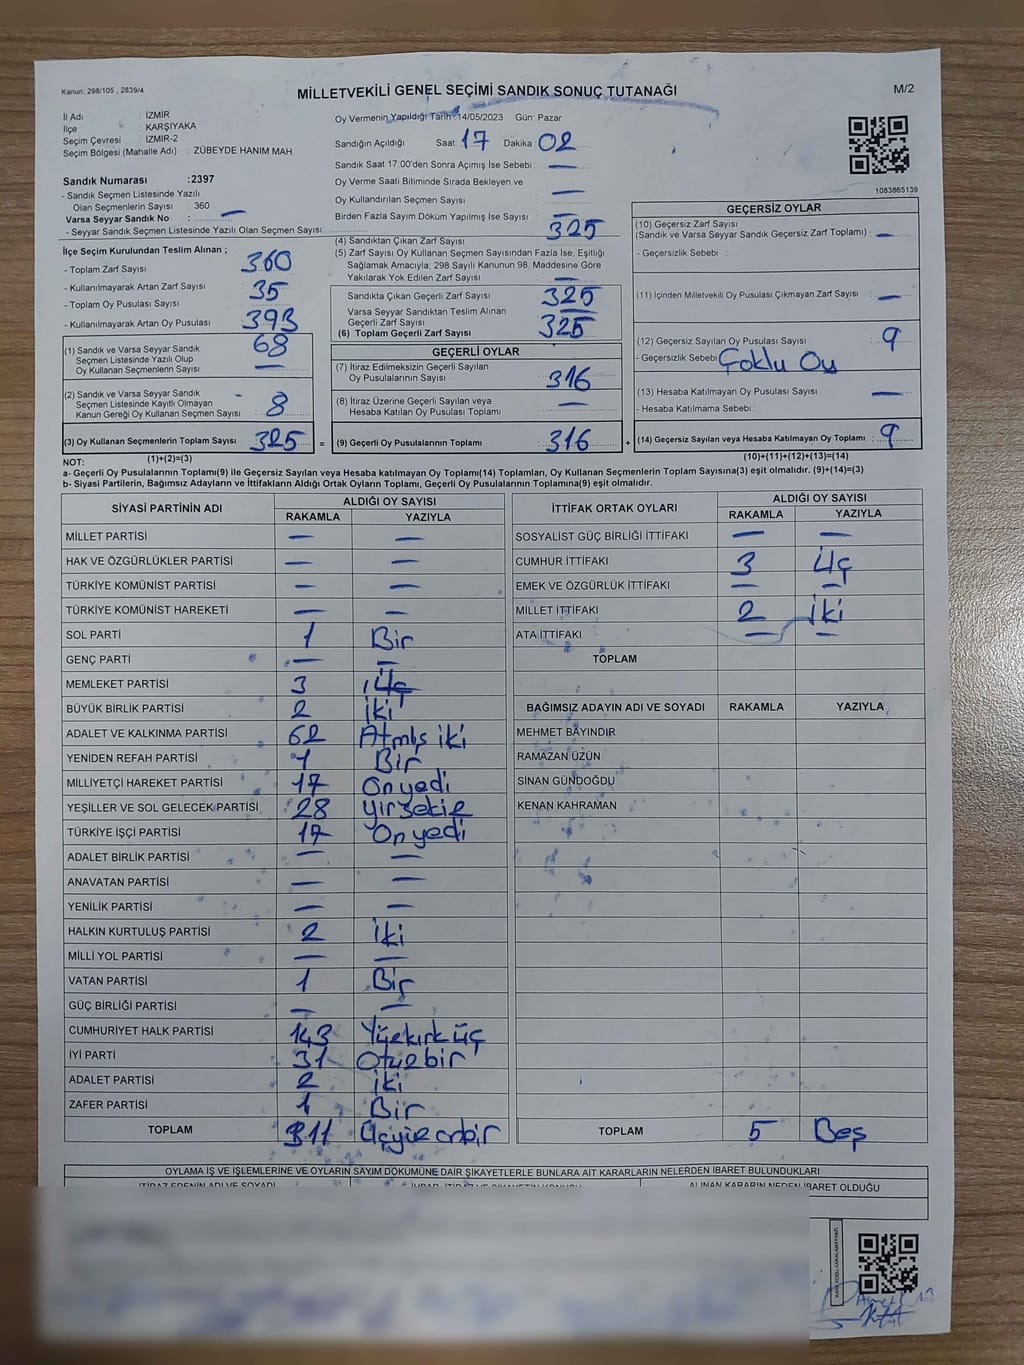 Kanun: 298/105 , 2839/4
MİLLETVEKİLİ GENEL SEÇİMİ SANDIK SONUÇ TUTANAĞI
M/2
İl Adı : İZMİR
İlçe : KARŞIYAKA
Seçim Çevresi : İZMİR-2
Seçim Bölgesi (Mahalle Adı) : ZÜBEYDE HANIM MAH.
Sandık Numarası :2397
- Sandık Seçmen Listesinde Yazılı
Olan Seçmenlerin Sayısı : 360
Varsa Seyyar Sandık No : —
- Seyyar Sandık Seçmen Listesinde Yazılı Olan Seçmen Sayısı:
Oy Vermenin Yapıldığı Tarih: 14/05/2023 Gün: Pazar
Sandığın Açıldığı Saat: 17 Dakika: 02
Sandık Saat 17:00'den Sonra Açımış İse Sebebi : —
Oy Verme Saati Bitiminde Sırada Bekleyen ve
Oy Kullandırılan Seçmen Sayısı : —
Birden Fazla Sayım Döküm Yapılmış İse Sayısı : —
1083865139
İlçe Seçim Kurulundan Teslim Alınan ;
- Toplam Zarf Sayısı : 360
- Kullanılmayarak Artan Zarf Sayısı : 35
- Toplam Oy Pusulası Sayısı : 393
- Kullanılmayarak Artan Oy Pusulası : 68
(1) Sandık ve Varsa Seyyar Sandık
Seçmen Listesinde Yazılı Olup
Oy Kullanan Seçmenlerin Sayısı : —
(2) Sandık ve Varsa Seyyar Sandık
Seçmen Listesinde Kayıtlı Olmayan
Kanun Gereği Oy Kullanan Seçmen Sayısı : 8
(3) Oy Kullanan Seçmenlerin Toplam Sayısı : 325
(1)+(2)=(3)
(4) Sandıktan Çıkan Zarf Sayısı : 325
(5) Zarf Sayısı Oy Kullanan Seçmen Sayısından Fazla İse, Eşitliği
Sağlamak Amacıyla; 298 Sayılı Kanunun 98. Maddesine Göre
Yakılarak Yok Edilen Zarf Sayısı : —
Sandıkta Çıkan Geçerli Zarf Sayısı : 325
Varsa Seyyar Sandıktan Teslim Alınan
Geçerli Zarf Sayısı : —
(6) Toplam Geçerli Zarf Sayısı : 325
GEÇERLİ OYLAR
(7) İtiraz Edilmeksizin Geçerli Sayılan
Oy Pusulalarının Sayısı : 316
(8) İtiraz Üzerine Geçerli Sayılan veya
Hesaba Katılan Oy Pusulası Toplamı : —
= (9) Geçerli Oy Pusulalarının Toplamı : 316
GEÇERSİZ OYLAR
(10) Geçersiz Zarf Sayısı
(Sandık ve Varsa Seyyar Sandık Geçersiz Zarf Toplamı) : —
- Geçersizlik Sebebi :
(11) İçinden Milletvekili Oy Pusulası Çıkmayan Zarf Sayısı : —
(12) Geçersiz Sayılan Oy Pusulası Sayısı : 9
- Geçersizlik Sebebi Çoklu Oy
(13) Hesaba Katılmayan Oy Pusulası Sayısı : —
- Hesaba Katılmama Sebebi :
+ (14) Geçersiz Sayılan veya Hesaba Katılmayan Oy Toplamı : 9
(10)+(11)+(12)+(13)=(14)
NOT:
a- Geçerli Oy Pusulalarının Toplamı(9) ile Geçersiz Sayılan veya Hesaba katılmayan Oy Toplamı(14) Toplamları, Oy Kullanan Seçmenlerin Toplam Sayısına(3) eşit olmalıdır. (9)+(14)=(3)
b- Siyasi Partilerin, Bağımsız Adayların ve İttifakların Aldığı Oyların Toplamı, Geçerli Oy Pusulalarının Toplamına(9) eşit olmalıdır.
SİYASİ PARTİNİN ADI ALDIĞI OY SAYISI
RAKAMLA YAZIYLA
MİLLET PARTİSİ — —
HAK VE ÖZGÜRLÜKLER PARTİSİ — —
TÜRKİYE KOMÜNİST PARTİSİ — —
TÜRKİYE KOMÜNİST HAREKETİ — —
SOL PARTİ 1 Bir
GENÇ PARTİ — —
MEMLEKET PARTİSİ 3 Üç
BÜYÜK BİRLİK PARTİSİ 2 iki
ADALET VE KALKINMA PARTİSİ 62 Atmış iki
YENİDEN REFAH PARTİSİ 1 Bir
MİLLİYETÇİ HAREKET PARTİSİ 17 Onyedi
YEŞİLLER VE SOL GELECEK PARTİSİ 28
TÜRKİYE İŞÇİ PARTİSİ 17 Onyedi
ADALET BİRLİK PARTİSİ — —
ANAVATAN PARTİSİ — —
YENİLİK PARTİSİ — —
HALKIN KURTULUŞ PARTİSİ 2 iki
MİLLİ YOL PARTİSİ — —
VATAN PARTİSİ 1 Bir
GÜÇ BİRLİĞİ PARTİSİ — —
CUMHURİYET HALK PARTİSİ 143 Yüzkırk üç
İYİ PARTİ 31 Otuzbir
ADALET PARTİSİ 2 iki
ZAFER PARTİSİ 1 Bir
TOPLAM 311 Üçyüz onbir
İTTİFAK ORTAK OYLARI ALDIĞI OY SAYISI
RAKAMLA YAZIYLA
SOSYALİST GÜÇ BİRLİĞİ İTTİFAKI — —
CUMHUR İTTİFAKI 3 Üç
EMEK VE ÖZGÜRLÜK İTTİFAKI — —
MİLLET İTTİFAKI 2 iki
ATA İTTİFAKI — —
TOPLAM
BAĞIMSIZ ADAYIN ADI VE SOYADI RAKAMLA YAZIYLA
MEHMET BAYINDIR
RAMAZAN ÜZÜN
SİNAN GÜNDOĞDU
KENAN KAHRAMAN
TOPLAM 5 Beş
OYLAMA İŞ VE İŞLEMLERİNE VE OYLARIN SAYIM DÖKÜMÜNE DAİR ŞİKAYETLERLE BUNLARA AİT KARARLARIN NELERDEN İBARET BULUNDUKLARI
İTİRAZ EDENİN ADI VE SOYADI
ALINAN KARARIN NEDEN İBARET OLDUĞU